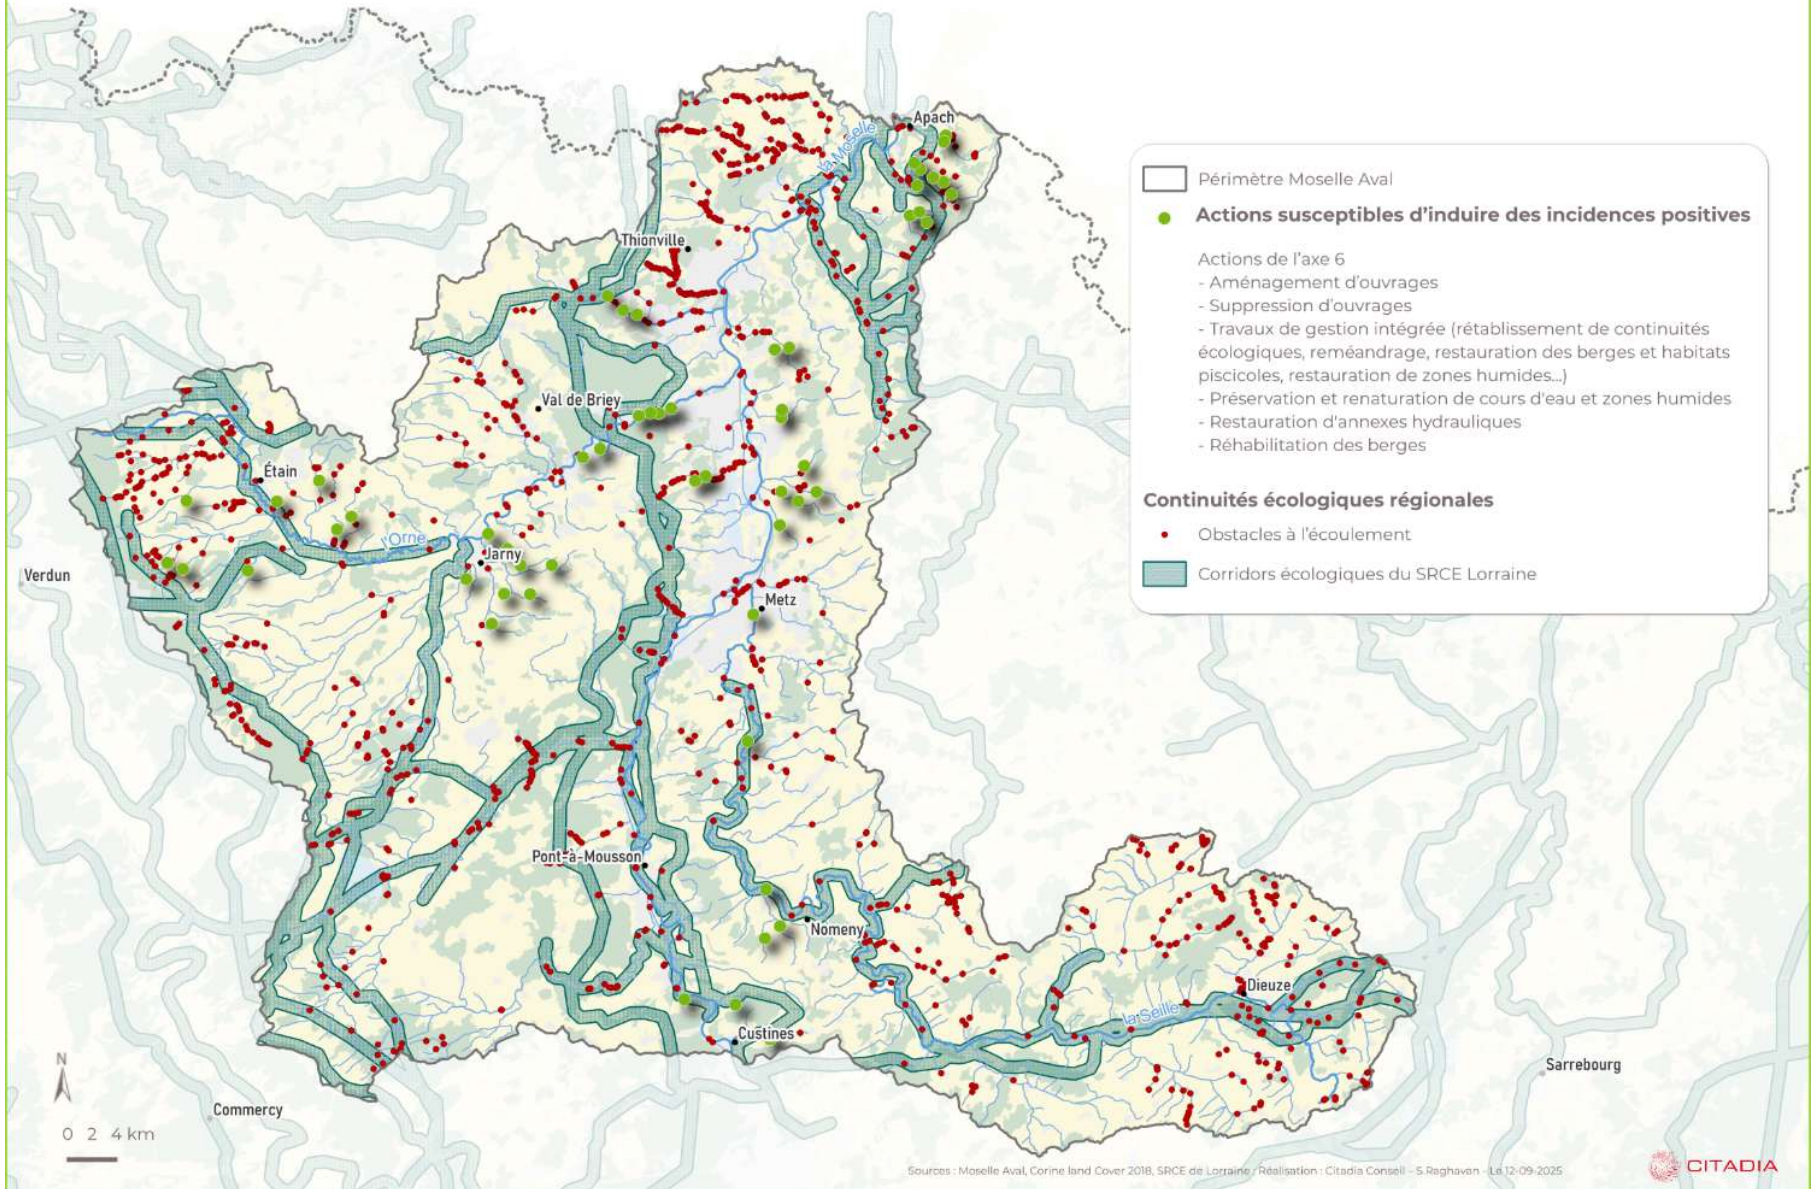 Apach
la Moselle
Thionville
Val de Briey
Étain
l'Orne
Jarny
Verdun
Metz
Pont-à-Mousson
Nomeny
Dieuze
la Seille
Custines
Sarrebourg
Commercy
N
0 2 4 km
Périmètre Moselle Aval
Actions susceptibles d'induire des incidences positives
Actions de l'axe 6
- Aménagement d'ouvrages
- Suppression d'ouvrages
- Travaux de gestion intégrée (rétablissement de continuités
écologiques, reméandrage, restauration des berges et habitats
piscicoles, restauration de zones humides...)
- Préservation et renaturation de cours d'eau et zones humides
- Restauration d'annexes hydrauliques
- Réhabilitation des berges
Continuités écologiques régionales
Obstacles à l'écoulement
Corridors écologiques du SRCE Lorraine
Sources : Moselle Aval, Corine land Cover 2018, SRCE de Lorraine / Réalisation : Citadia Conseil - S.Raghavan - Le 12-09-2025
CITADIA